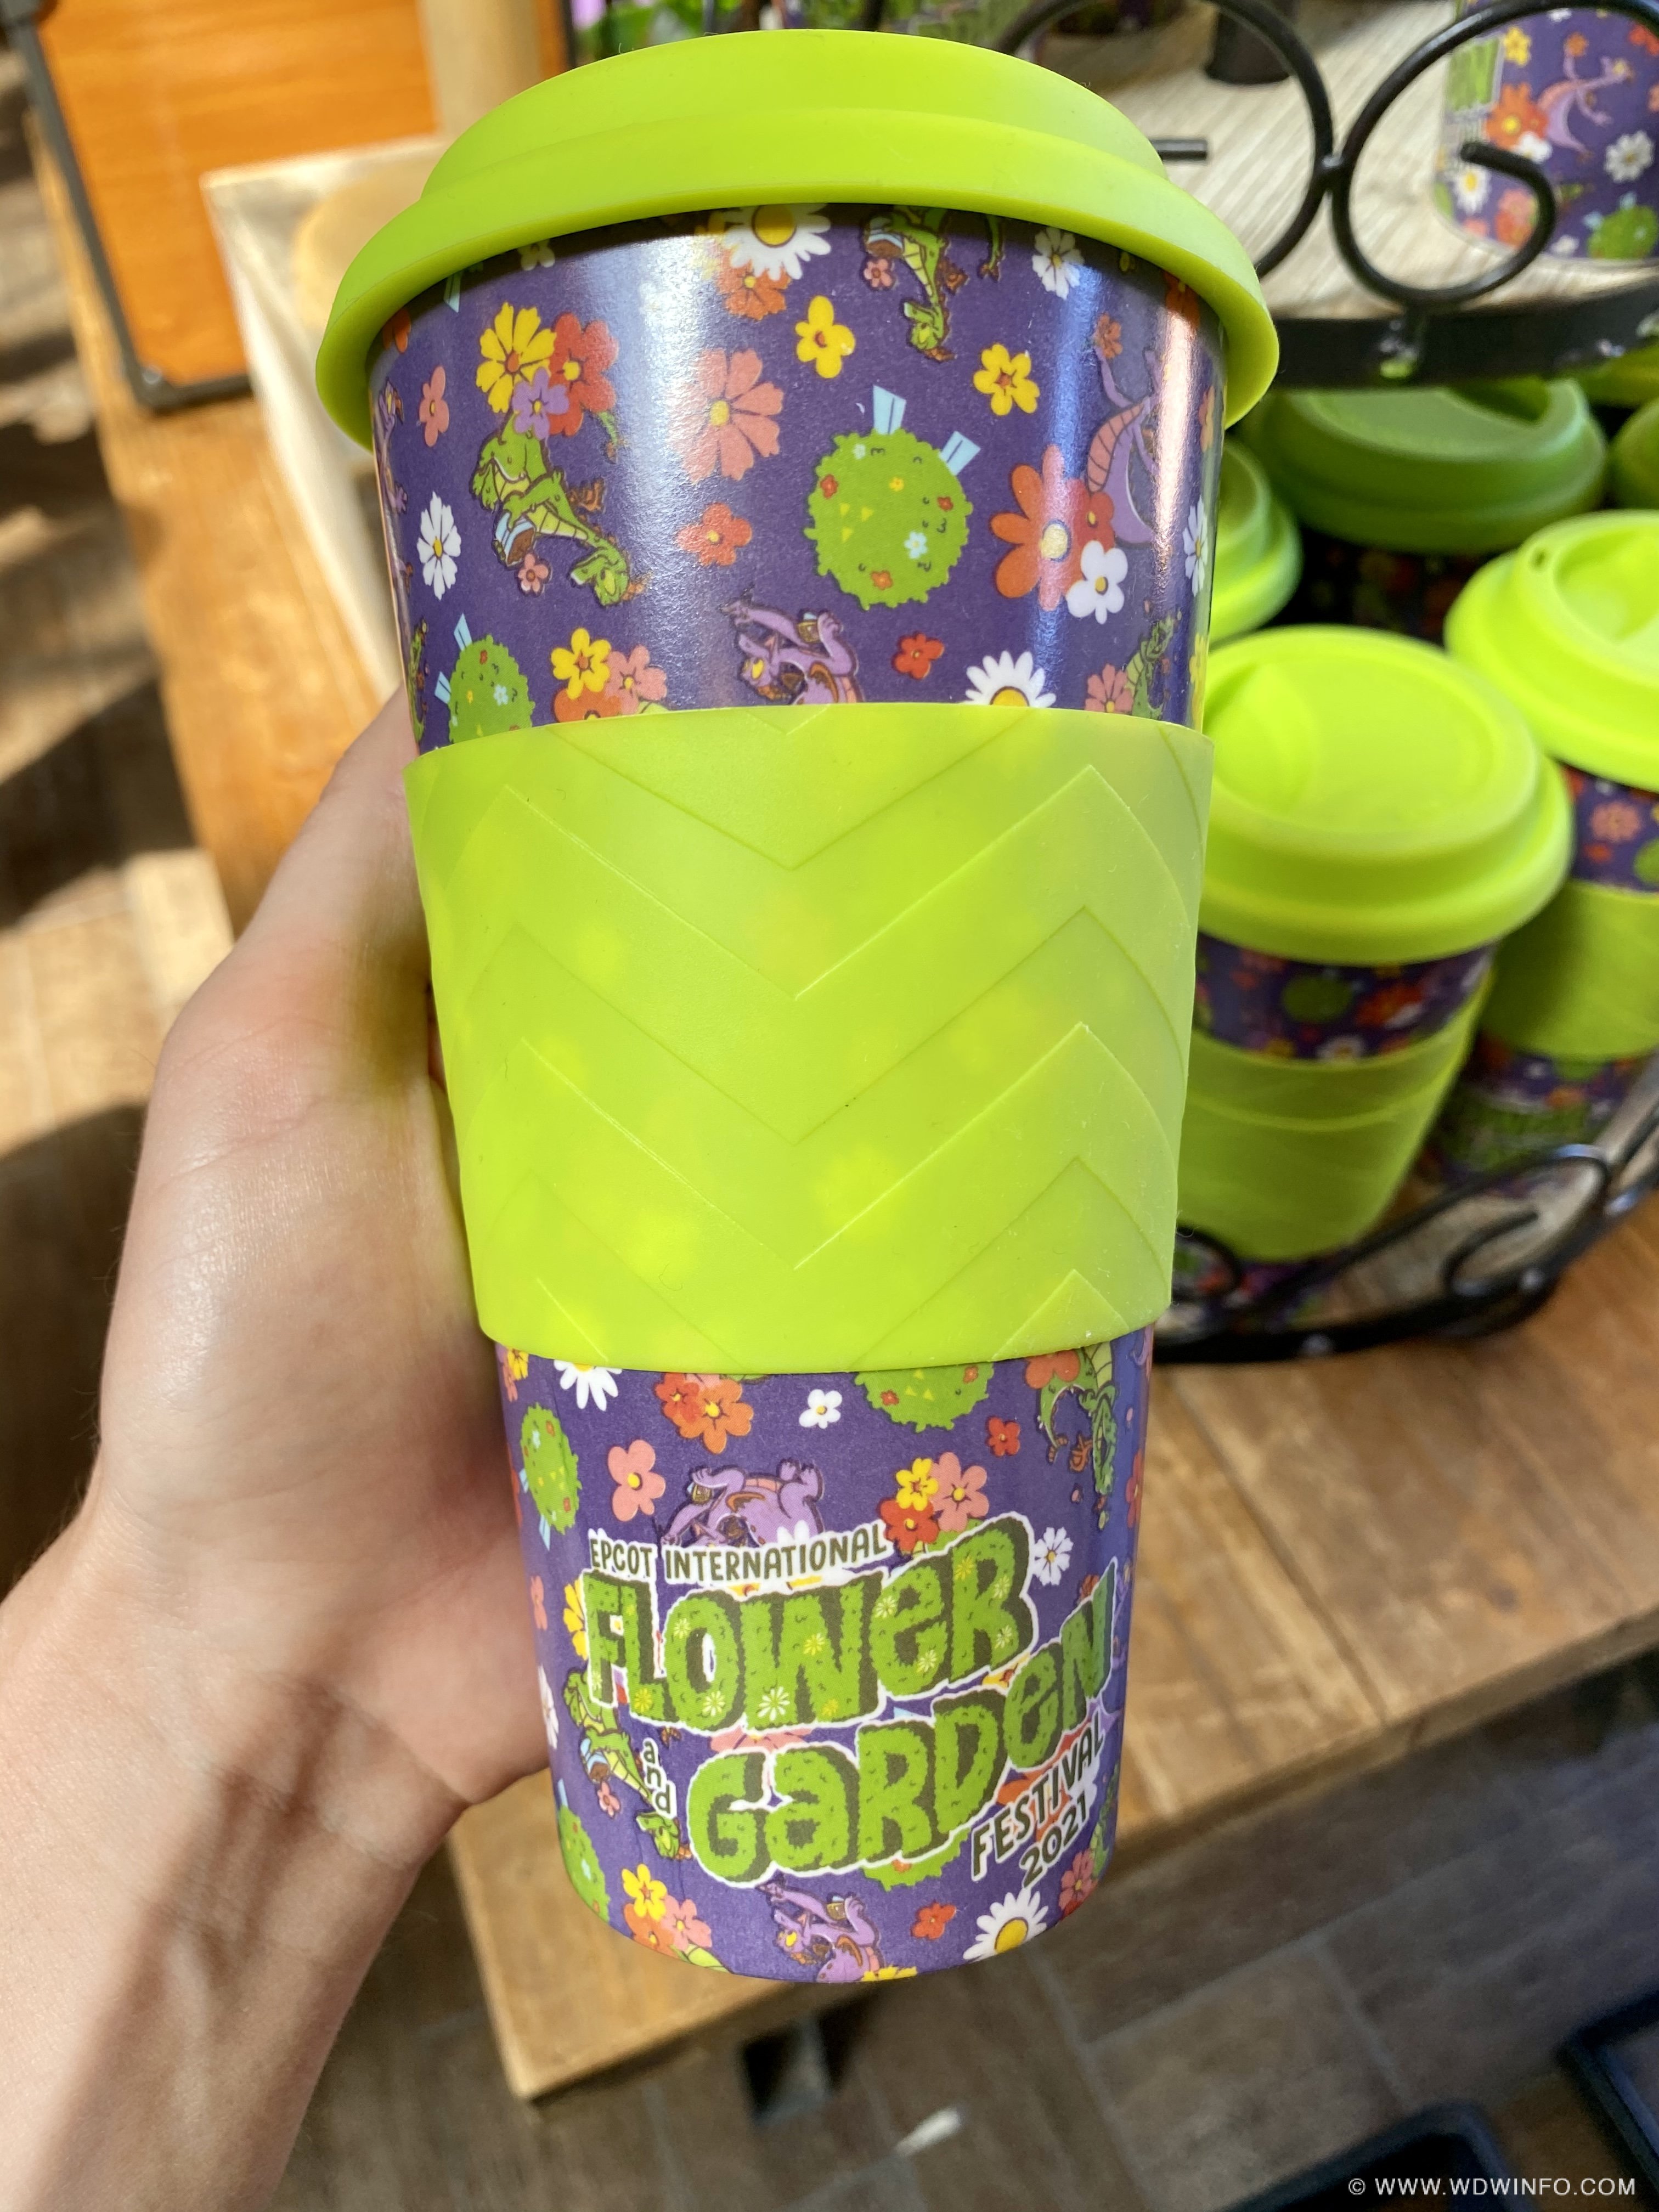 EPCOT INTERNATIONAL
FLOWeR
and
GaRDeN
FESTIVAL
2021
© WWW.WDWINFO.COM